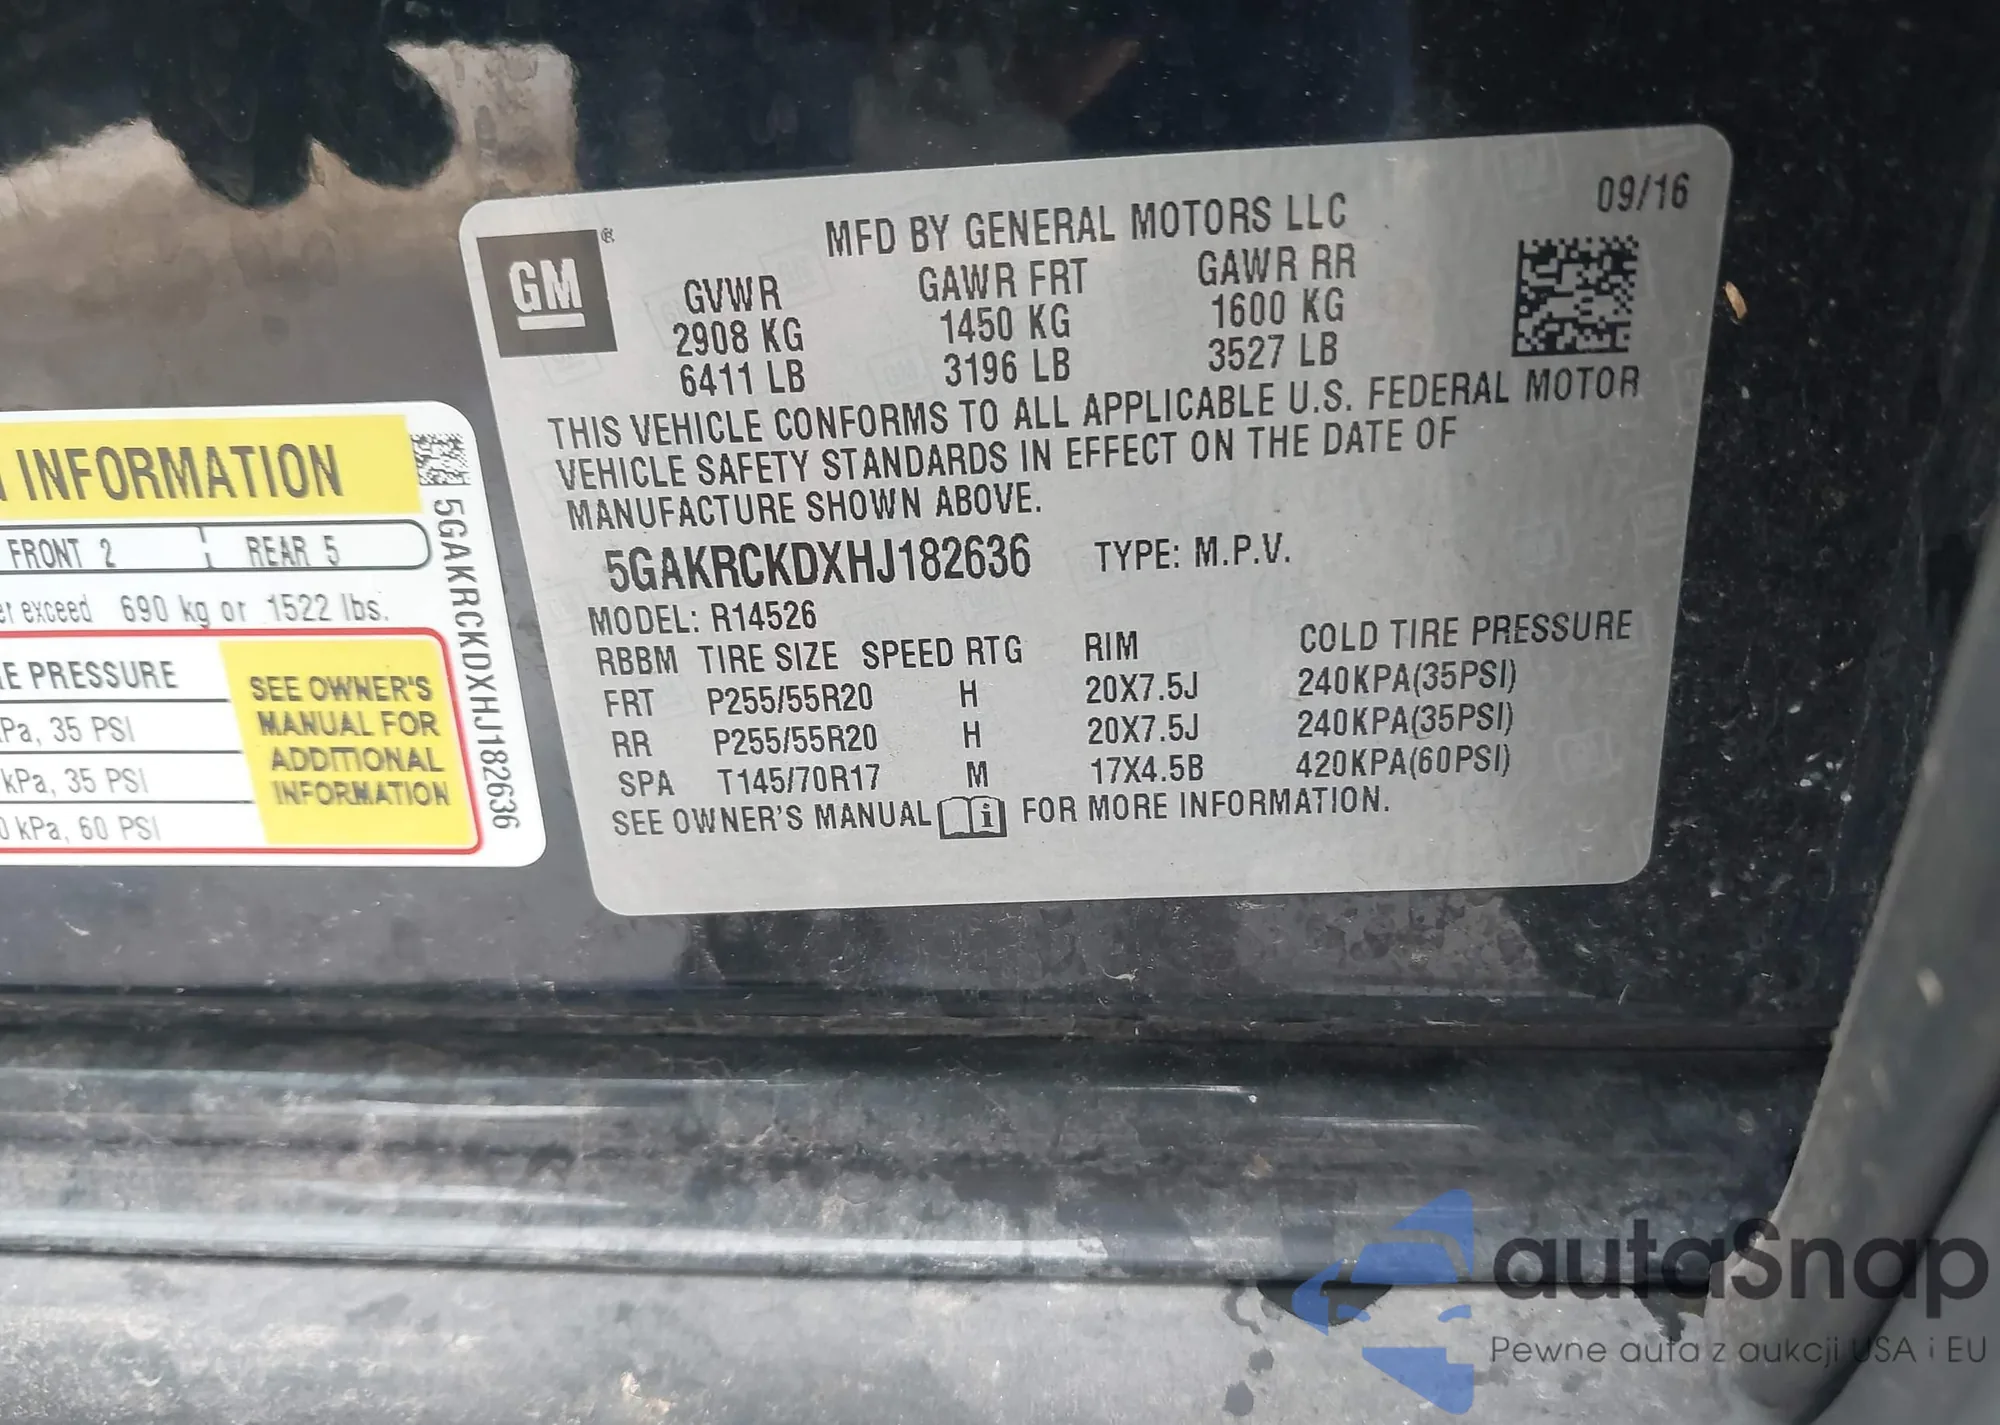 09/16
GM®
MFD BY GENERAL MOTORS LLC
GVWR GAWR FRT GAWR RR
2908 KG 1450 KG 1600 KG
6411 LB 3196 LB 3527 LB
THIS VEHICLE CONFORMS TO ALL APPLICABLE U.S. FEDERAL MOTOR
VEHICLE SAFETY STANDARDS IN EFFECT ON THE DATE OF
MANUFACTURE SHOWN ABOVE.
5GAKRCKDXHJ182636 TYPE: M.P.V.
MODEL: R14526
RBBM TIRE SIZE SPEED RTG RIM COLD TIRE PRESSURE
FRT P255/55R20 H 20X7.5J 240KPA(35PSI)
RR P255/55R20 H 20X7.5J 240KPA(35PSI)
SPA T145/70R17 M 17X4.5B 420KPA(60PSI)
SEE OWNER'S MANUAL FOR MORE INFORMATION.
INFORMATION
FRONT 2 REAR 5
exceed 690 kg or 1522 lbs.
PRESSURE
kPa, 35 PSI
kPa, 35 PSI
kPa, 60 PSI
SEE OWNER'S
MANUAL FOR
ADDITIONAL
INFORMATION
5GAKRCKDXHJ182636
autaSnap
Pewne auta z aukcji USA i EU